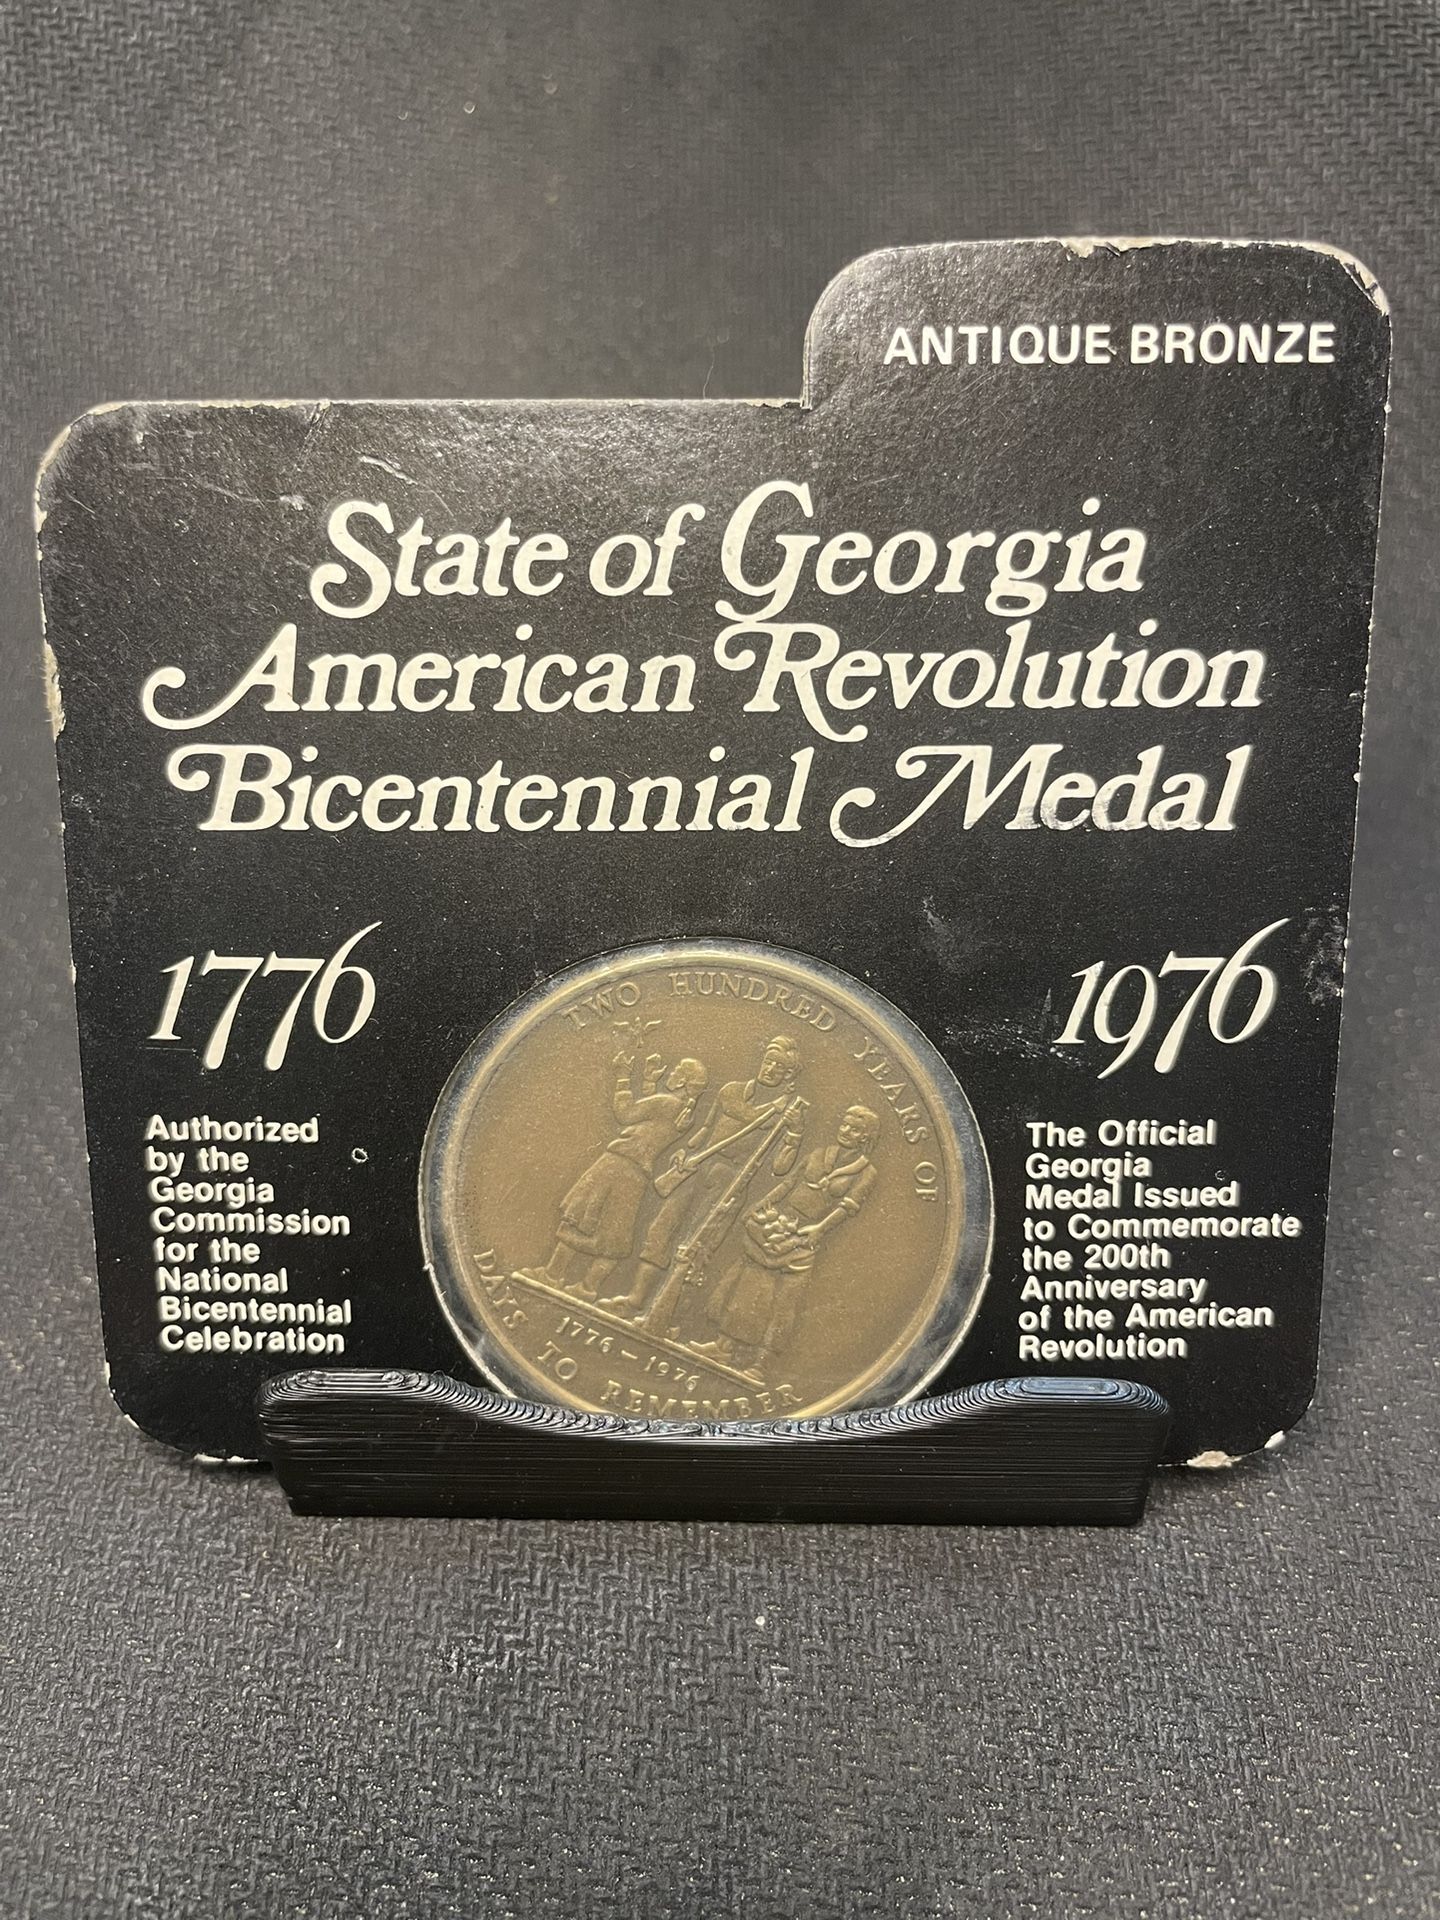 ANTIQUE BRONZE
State of Georgia
American Revolution
Bicentennial Medal
1776
1976
Authorized
by the
Georgia
Commission
for the
National
Bicentennial
Celebration
The Official
Georgia
Medal Issued
to Commemorate
the 200th
Anniversary
of the American
Revolution
TWO HUNDRED YEARS OF
DAYS TO REMEMBER
1776 - 1976